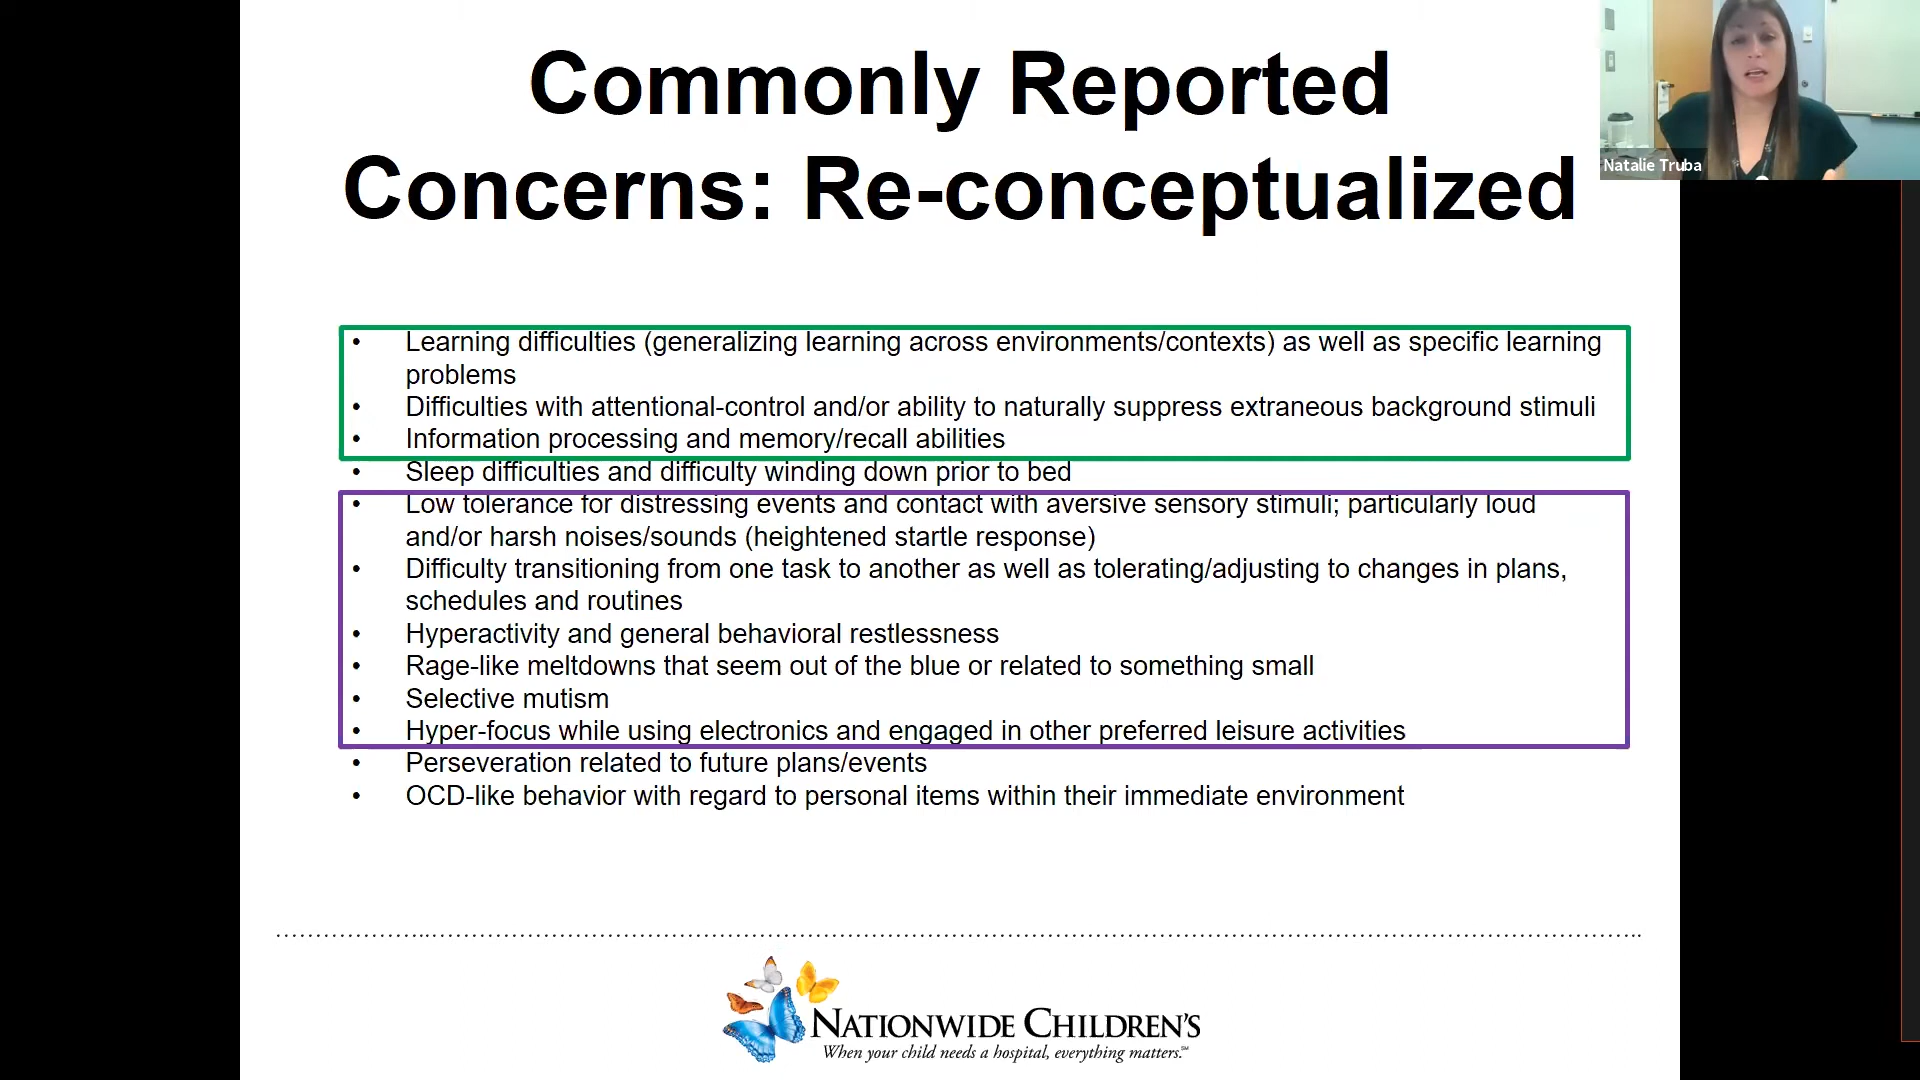 Commonly Reported
Concerns: Re-conceptualized
Natalie Truba
• Learning difficulties (generalizing learning across environments/contexts) as well as specific learning
problems
• Difficulties with attentional-control and/or ability to naturally suppress extraneous background stimuli
• Information processing and memory/recall abilities
• Sleep difficulties and difficulty winding down prior to bed
• Low tolerance for distressing events and contact with aversive sensory stimuli; particularly loud
and/or harsh noises/sounds (heightened startle response)
• Difficulty transitioning from one task to another as well as tolerating/adjusting to changes in plans,
schedules and routines
• Hyperactivity and general behavioral restlessness
• Rage-like meltdowns that seem out of the blue or related to something small
• Selective mutism
• Hyper-focus while using electronics and engaged in other preferred leisure activities
• Perseveration related to future plans/events
• OCD-like behavior with regard to personal items within their immediate environment
NATIONWIDE CHILDREN'S
When your child needs a hospital, everything matters.℠